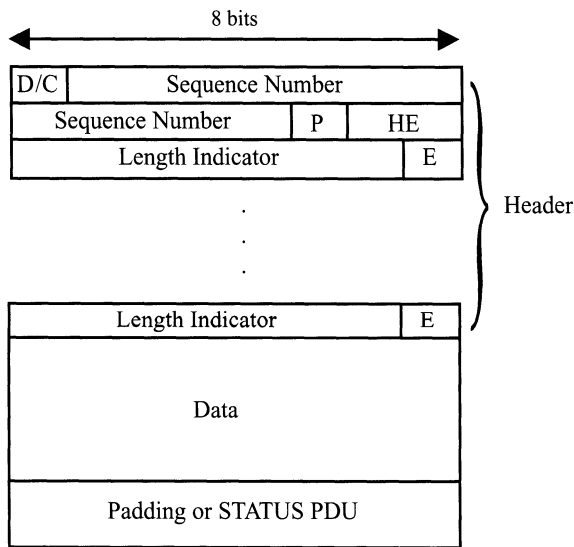 8 bits
D/C Sequence Number
Sequence Number P HE
Length Indicator E
Header
Length Indicator E
Data
Padding or STATUS PDU